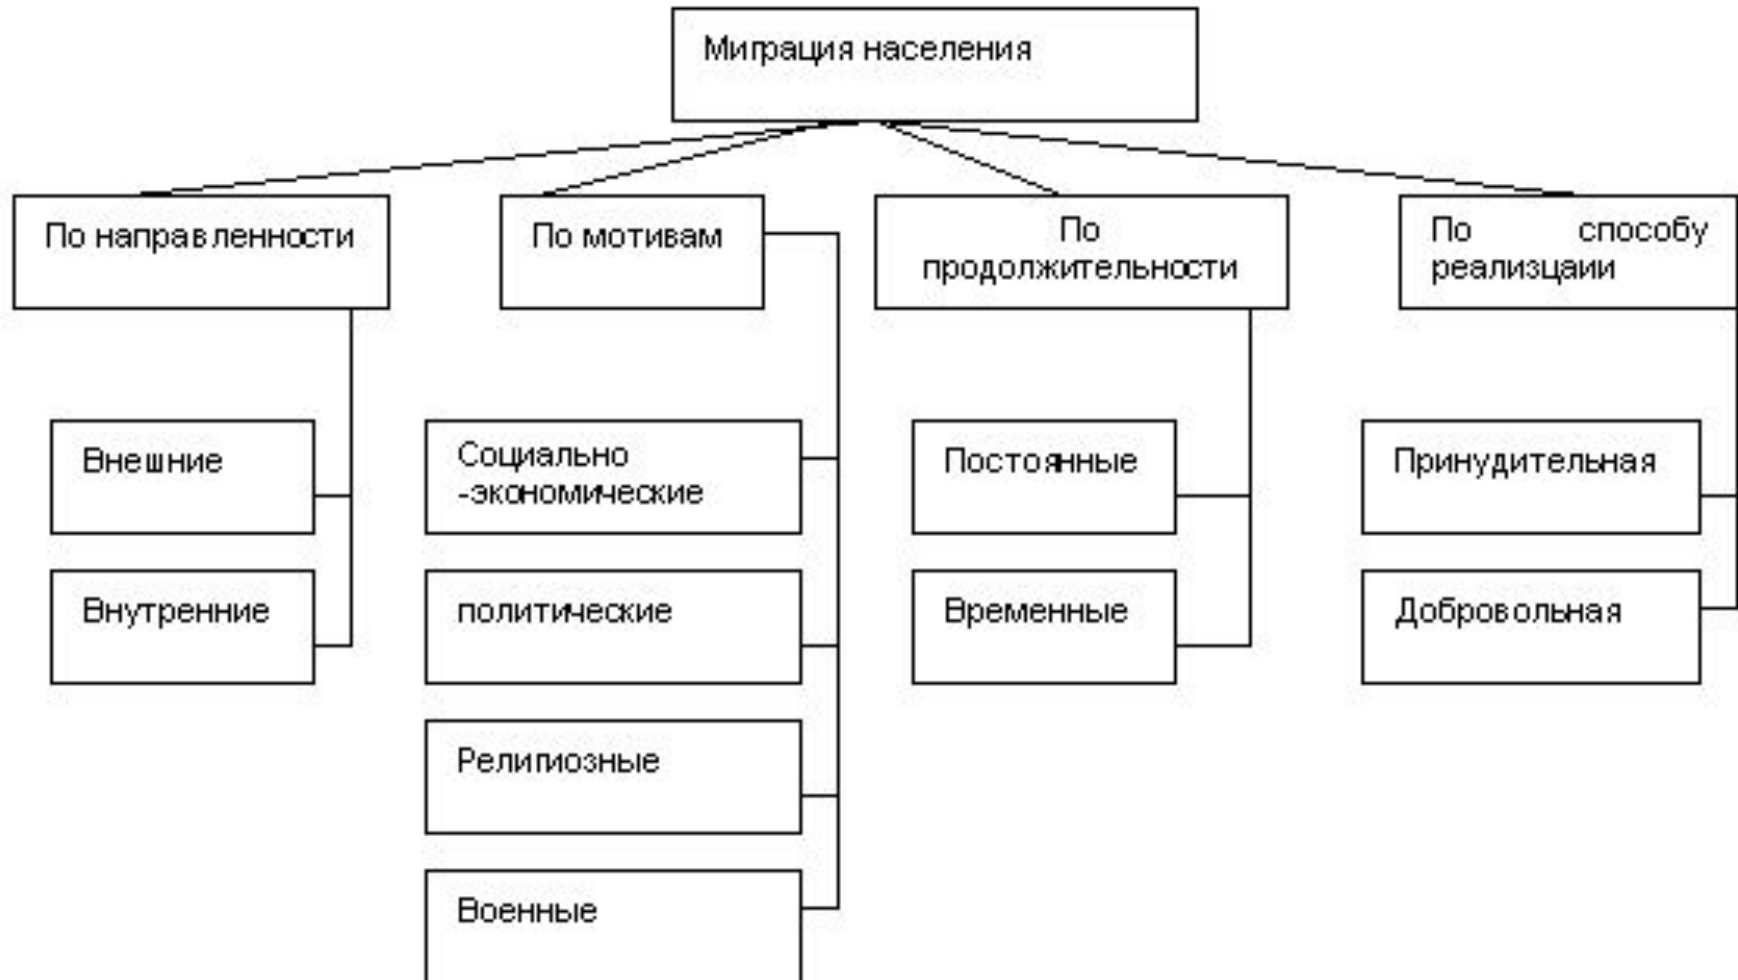 Миграция населения
По направленности
По мотивам
По
продолжительности
По способу
реализцаии
Внешние
Социально
-экономические
Постоянные
Принудительная
Внутренние
политические
Временные
Добровольная
Религиозные
Военные